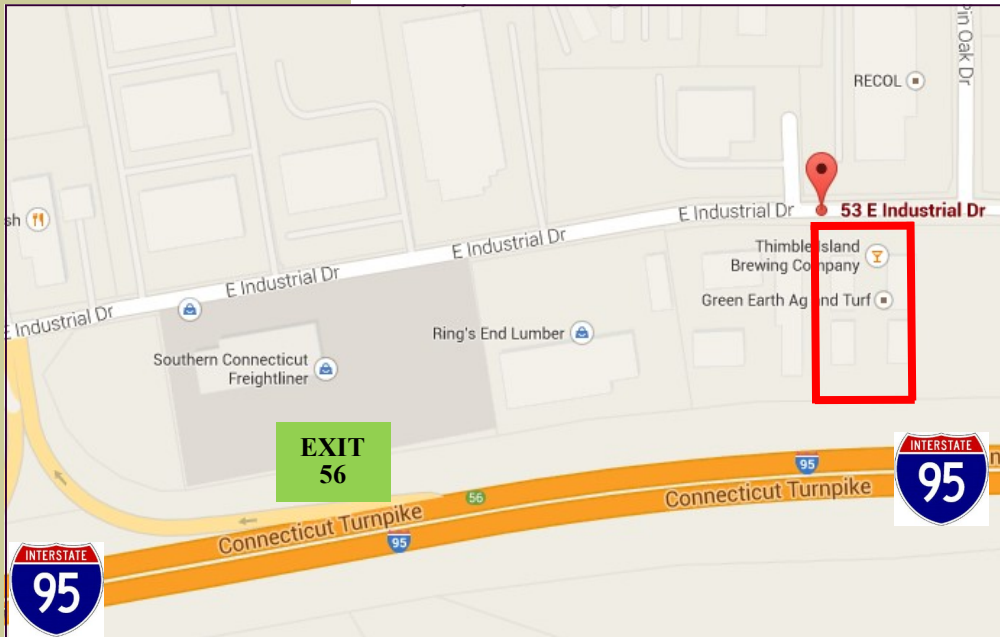 Pin Oak Dr
RECOL
sh
E Industrial Dr
53 E Industrial Dr
E Industrial Dr
Thimble Island
Brewing Company
E Industrial Dr
Green Earth Ag and Turf
E Industrial Dr
Ring's End Lumber
Southern Connecticut
Freightliner
EXIT
56
INTERSTATE
95
95
56
Connecticut Turnpike
Connecticut Turnpike
95
INTERSTATE
95